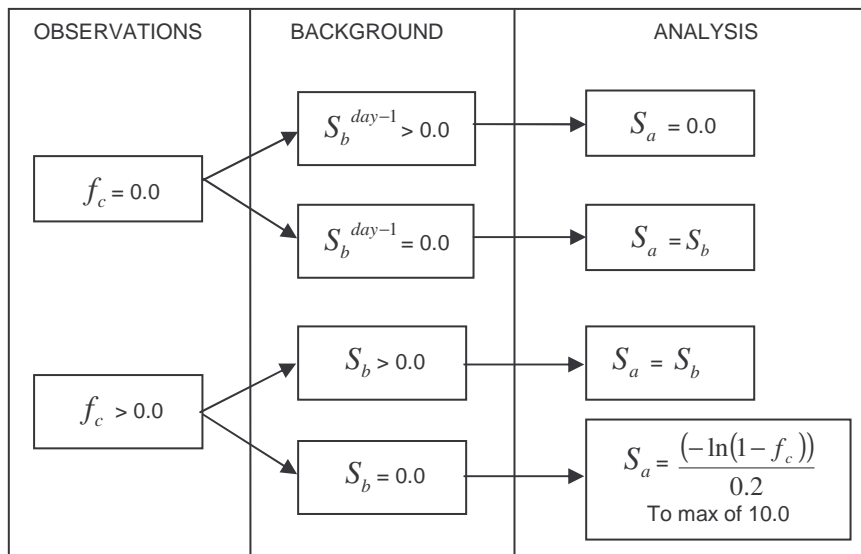 OBSERVATIONS BACKGROUND ANALYSIS
f_c = 0.0
S_b^{day-1} > 0.0
S_a = 0.0
S_b^{day-1} = 0.0
S_a = S_b
f_c > 0.0
S_b > 0.0
S_a = S_b
S_b = 0.0
S_a = (-ln(1-f_c))/0.2
To max of 10.0